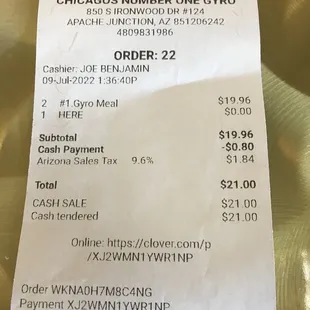 CHICAGOS NUMBER ONE GYRO
850 S IRONWOOD DR #124
APACHE JUNCTION, AZ 851206242
4809831986
ORDER: 22
Cashier: JOE BENJAMIN
09-Jul-2022 1:36:40P
2 #1.Gyro Meal $19.96
1 HERE $0.00
Subtotal $19.96
Cash Payment -$0.80
Arizona Sales Tax 9.6% $1.84
Total $21.00
CASH SALE $21.00
Cash tendered $21.00
Online: https://clover.com/p
/XJ2WMN1YWR1NP
Order WKNA0H7M8C4NG
Payment XJ2WMN1YWR1NP